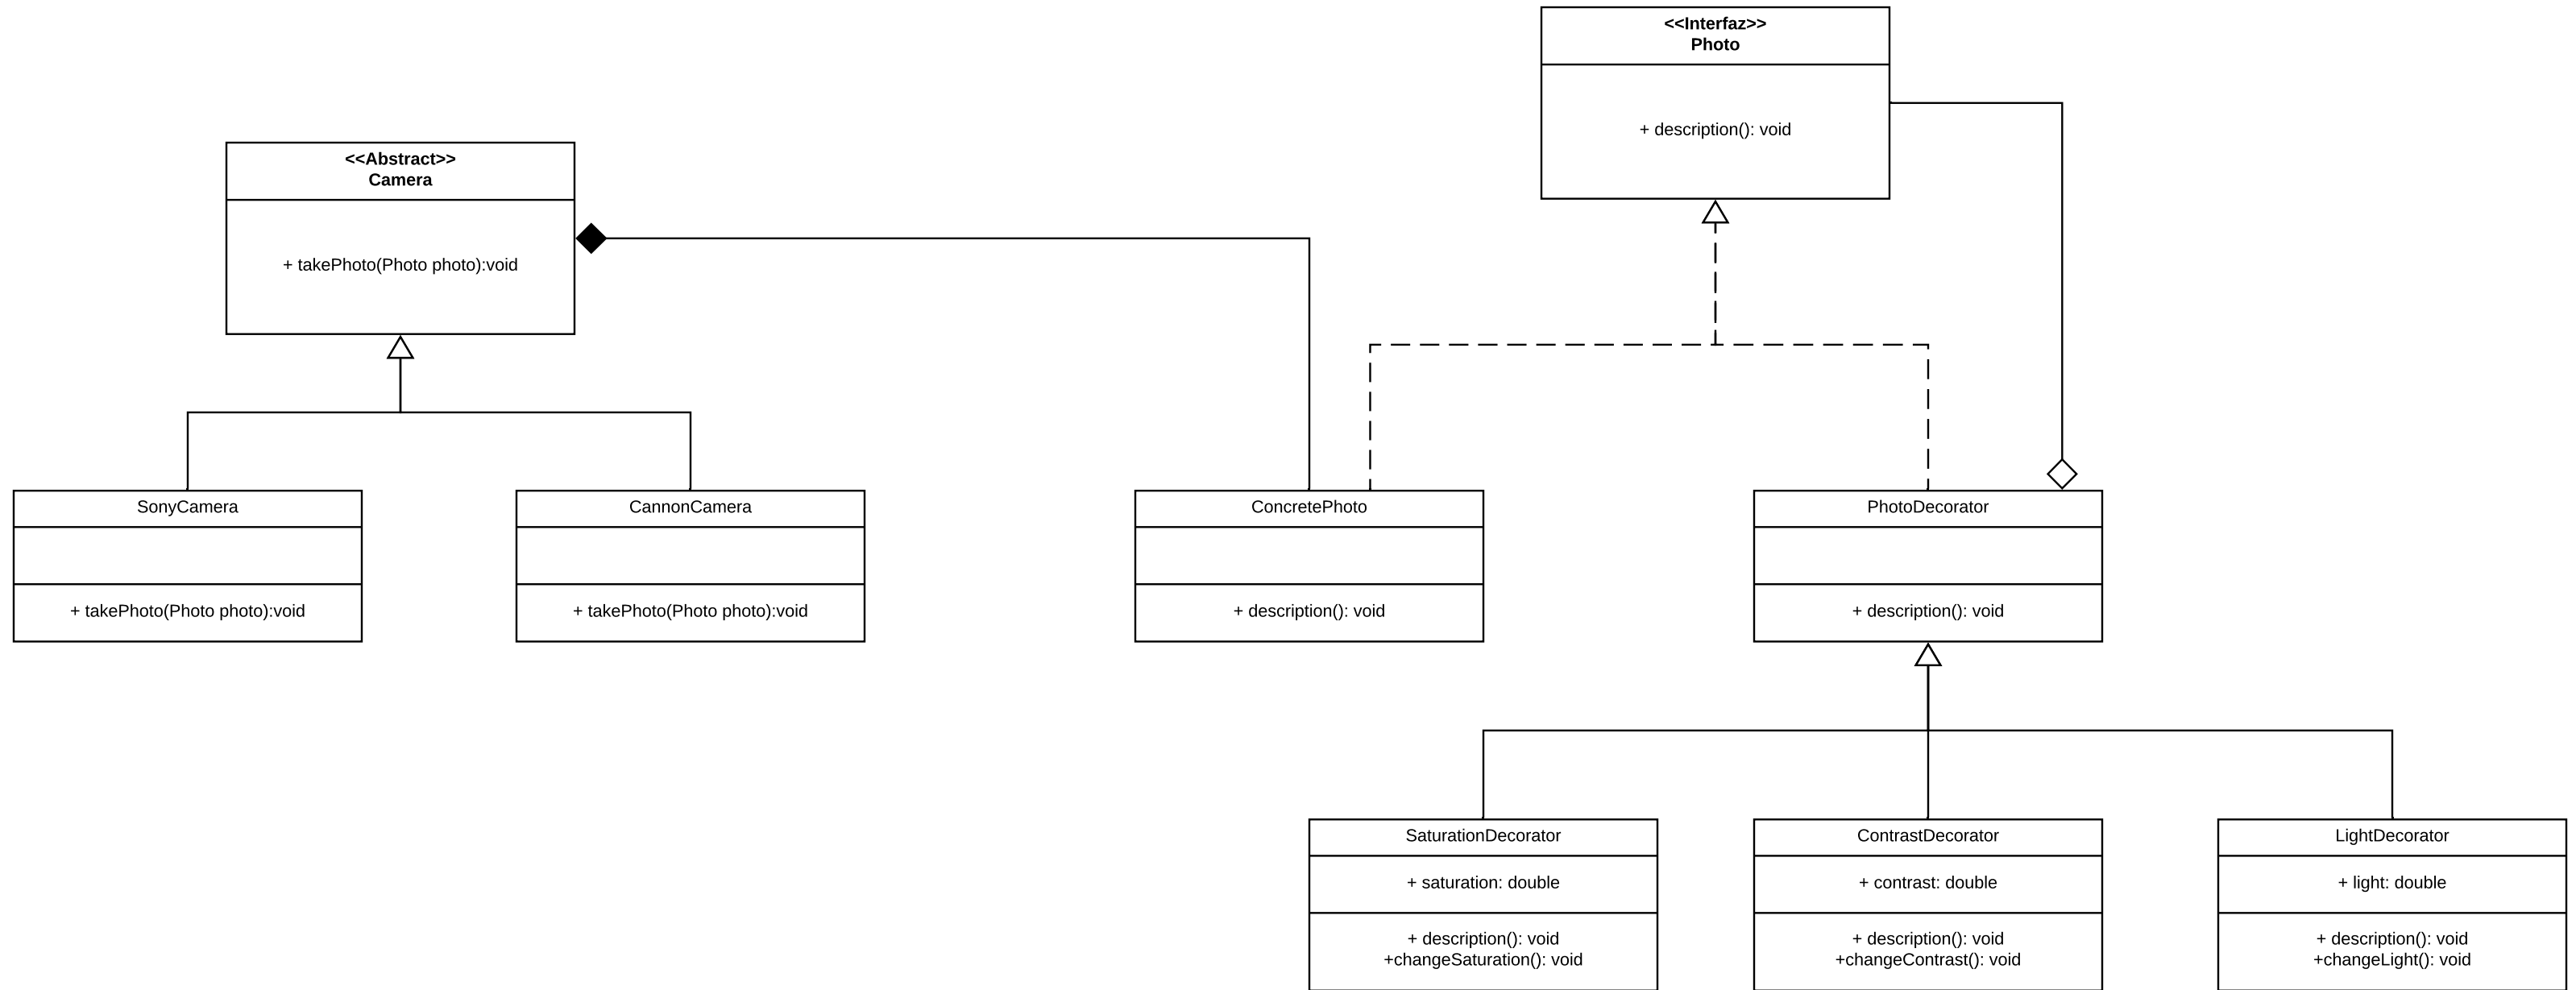 <<Interfaz>>
Photo
+ description(): void
<<Abstract>>
Camera
+ takePhoto(Photo photo):void
SonyCamera
+ takePhoto(Photo photo):void
CannonCamera
+ takePhoto(Photo photo):void
ConcretePhoto
+ description(): void
PhotoDecorator
+ description(): void
SaturationDecorator
+ saturation: double
+ description(): void
+changeSaturation(): void
ContrastDecorator
+ contrast: double
+ description(): void
+changeContrast(): void
LightDecorator
+ light: double
+ description(): void
+changeLight(): void